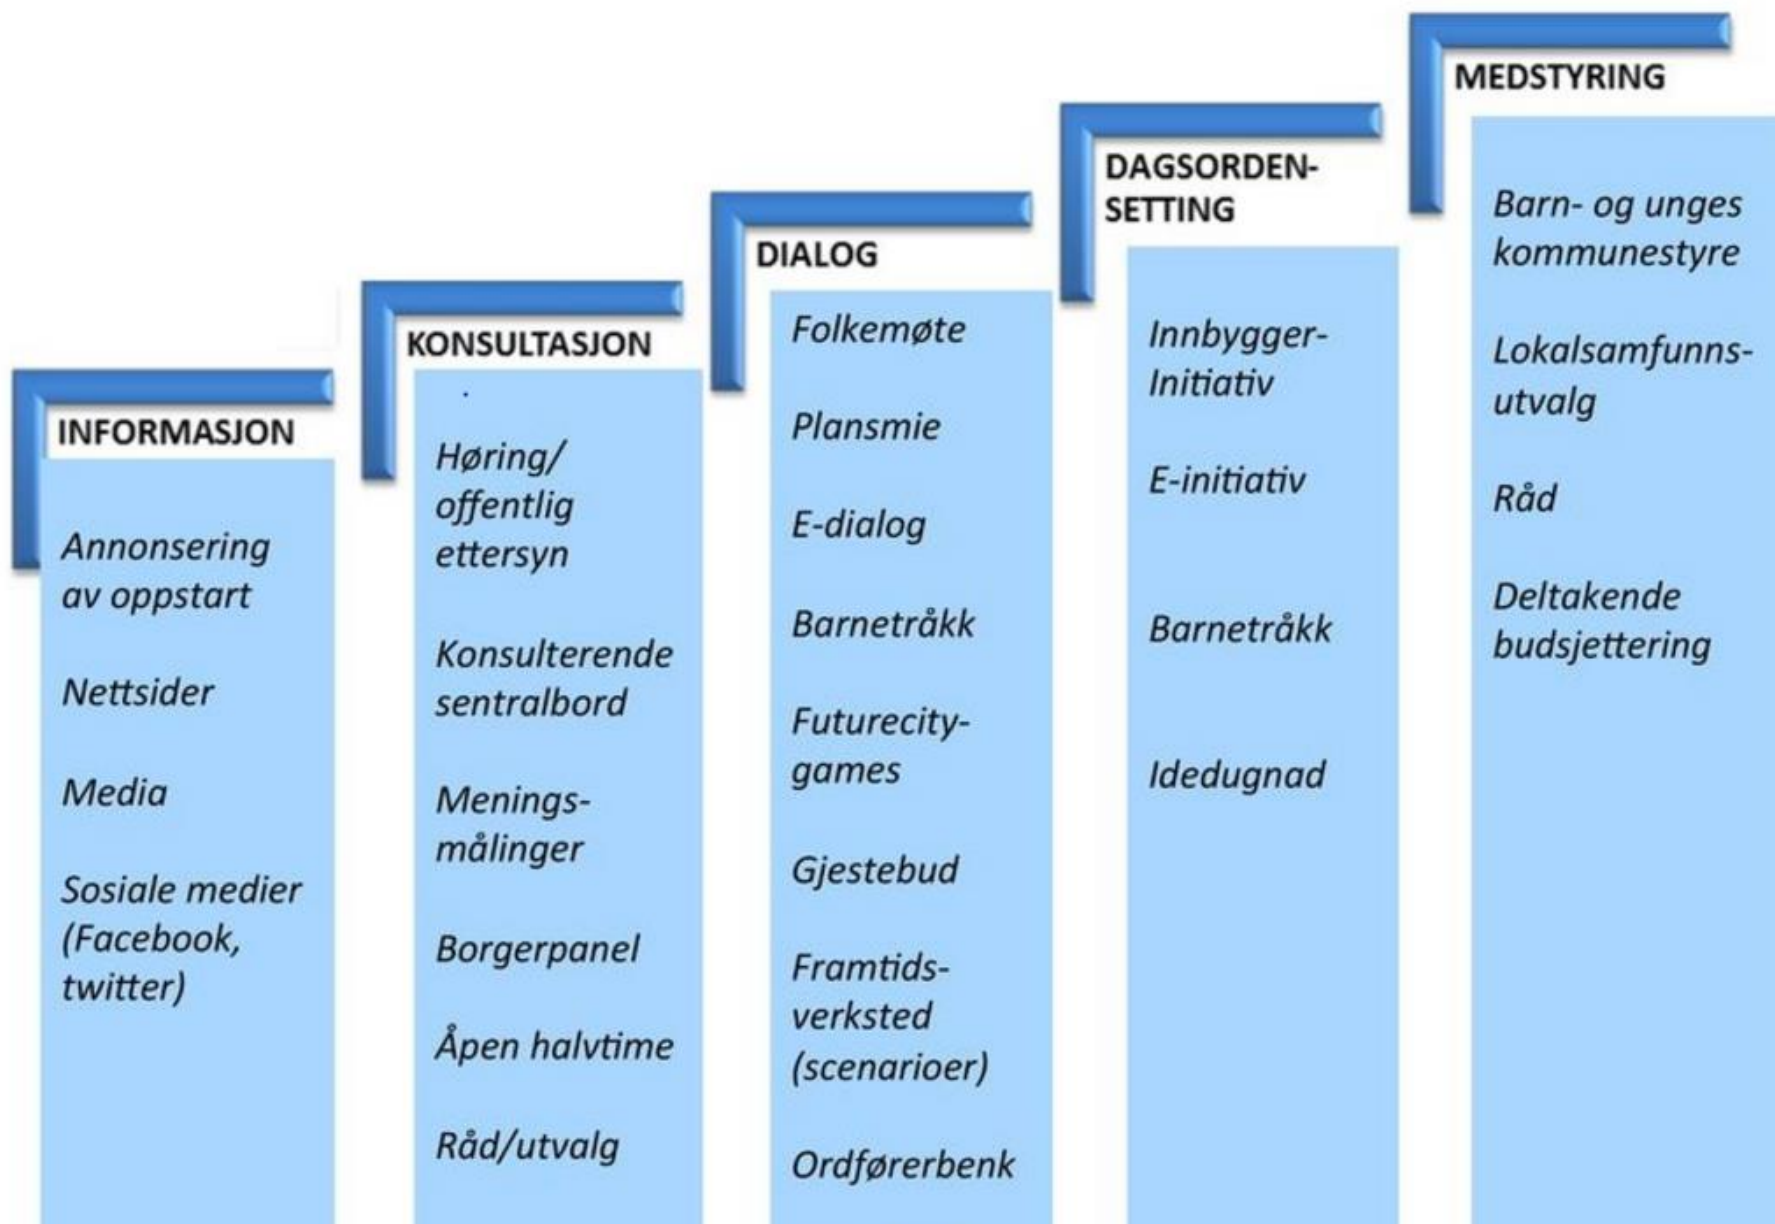 INFORMASJON
Annonsering
av oppstart
Nettsider
Media
Sosiale medier
(Facebook,
twitter)
KONSULTASJON
.
Høring/
offentlig
ettersyn
Konsulterende
sentralbord
Menings-
målinger
Borgerpanel
Åpen halvtime
Råd/utvalg
DIALOG
Folkemøte
Plansmie
E-dialog
Barnetråkk
Futurecity-
games
Gjestebud
Framtids-
verksted
(scenarioer)
Ordførerbenk
DAGSORDEN-
SETTING
Innbygger-
Initiativ
E-initiativ
Barnetråkk
Idedugnad
MEDSTYRING
Barn- og unges
kommunestyre
Lokalsamfunns-
utvalg
Råd
Deltakende
budsjettering